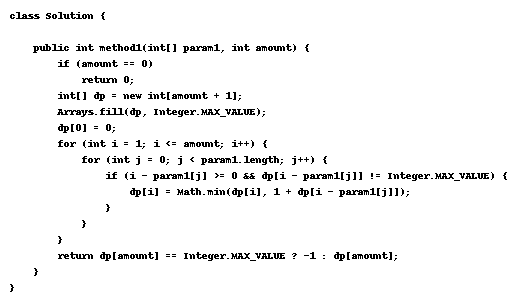 class Solution {
public int method1(int[] param1, int amount) {
if (amount == 0)
return 0;
int[] dp = new int[amount + 1];
Arrays.fill(dp, Integer.MAX_VALUE);
dp[0] = 0;
for (int i = 1; i <= amount; i++) {
for (int j = 0; j < param1.length; j++) {
if (i - param1[j] >= 0 && dp[i - param1[j]] != Integer.MAX_VALUE) {
dp[i] = Math.min(dp[i], 1 + dp[i - param1[j]]);
}
}
}
return dp[amount] == Integer.MAX_VALUE ? -1 : dp[amount];
}
}